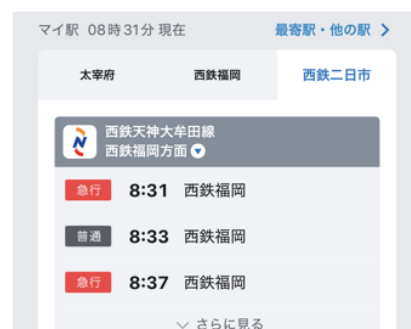 マイ駅 08時31分 現在 最寄駅・他の駅
太宰府 西鉄福岡 西鉄二日市
西鉄天神大牟田線
西鉄福岡方面
急行 8:31 西鉄福岡
普通 8:33 西鉄福岡
急行 8:37 西鉄福岡
さらに見る